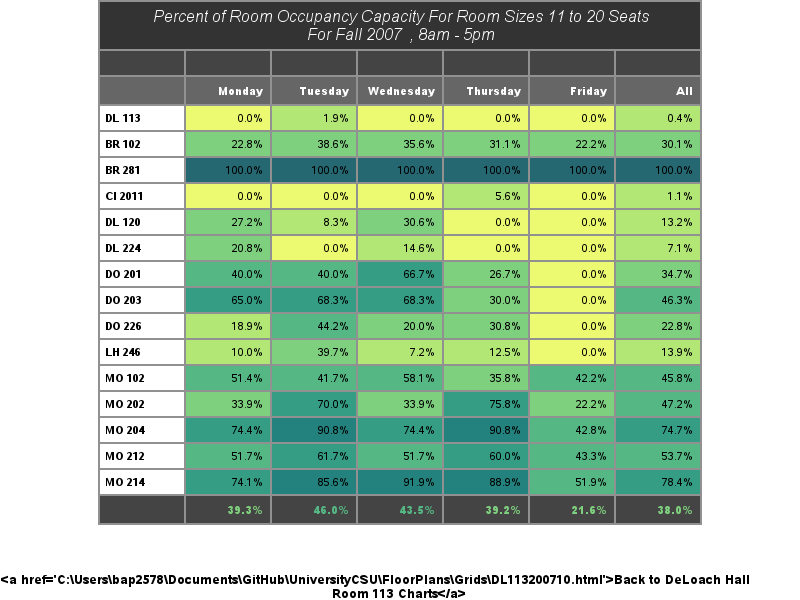 Percent of Room Occupancy Capacity For Room Sizes 11 to 20 Seats
For Fall 2007 , 8am - 5pm
Monday Tuesday Wednesday Thursday Friday All
DL 113 0.0% 1.9% 0.0% 0.0% 0.0% 0.4%
BR 102 22.8% 38.6% 35.6% 31.1% 22.2% 30.1%
BR 281 100.0% 100.0% 100.0% 100.0% 100.0% 100.0%
CI 2011 0.0% 0.0% 0.0% 5.6% 0.0% 1.1%
DL 120 27.2% 8.3% 30.6% 0.0% 0.0% 13.2%
DL 224 20.8% 0.0% 14.6% 0.0% 0.0% 7.1%
DO 201 40.0% 40.0% 66.7% 26.7% 0.0% 34.7%
DO 203 65.0% 68.3% 68.3% 30.0% 0.0% 46.3%
DO 226 18.9% 44.2% 20.0% 30.8% 0.0% 22.8%
LH 246 10.0% 39.7% 7.2% 12.5% 0.0% 13.9%
MO 102 51.4% 41.7% 58.1% 35.8% 42.2% 45.8%
MO 202 33.9% 70.0% 33.9% 75.8% 22.2% 47.2%
MO 204 74.4% 90.8% 74.4% 90.8% 42.8% 74.7%
MO 212 51.7% 61.7% 51.7% 60.0% 43.3% 53.7%
MO 214 74.1% 85.6% 91.9% 88.9% 51.9% 78.4%
39.3% 46.0% 43.5% 39.2% 21.6% 38.0%
<a href='C:\Users\bap2578\Documents\GitHub\UniversityCSU\FloorPlans\Grids\DL113200710.html'>Back to DeLoach Hall
Room 113 Charts</a>